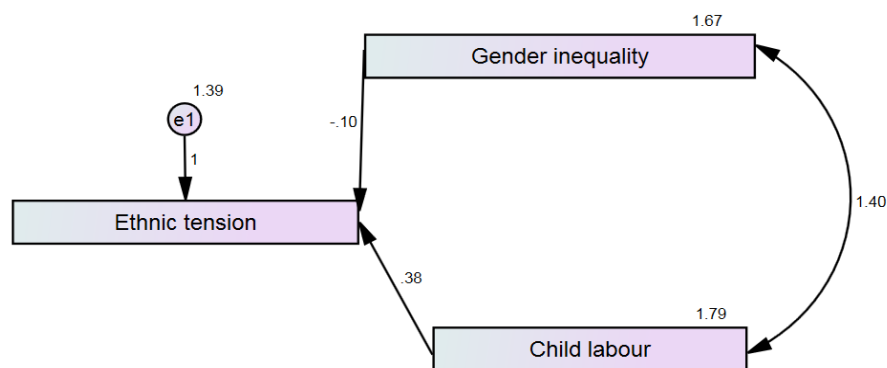 1.67
Gender inequality
1.39
e1
-.10
1
Ethnic tension
1.40
.38
1.79
Child labour